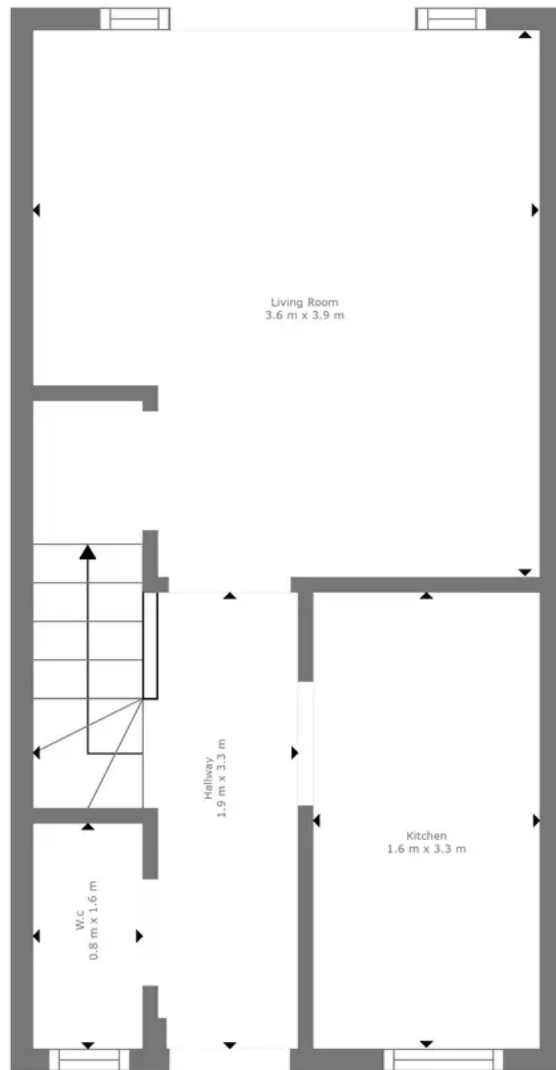 Living Room
3.6 m x 3.9 m
Hallway
1.9 m x 3.3 m
Kitchen
1.6 m x 3.3 m
W.c
0.8 m x 1.6 m